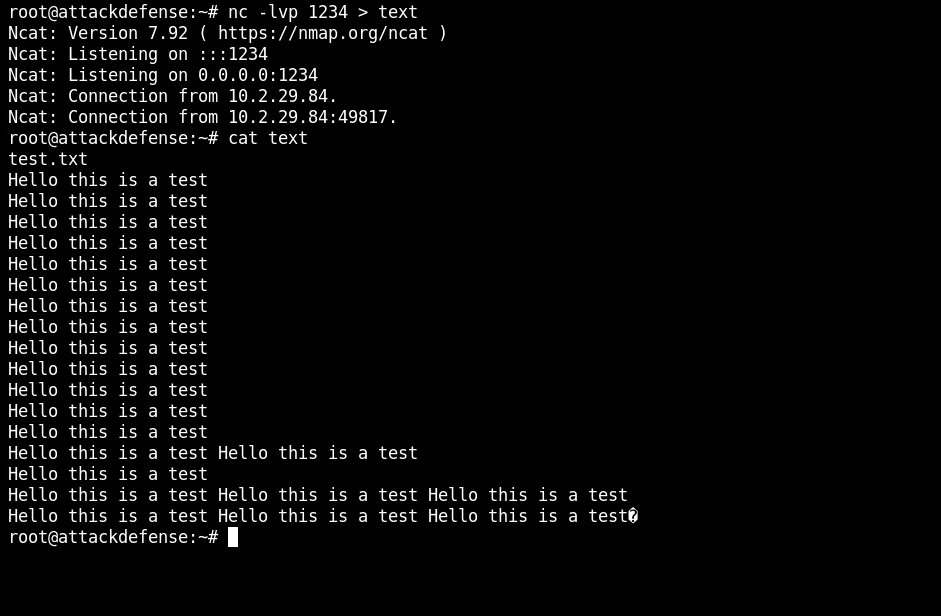 root@attackdefense:~# nc -lvp 1234 > text
Ncat: Version 7.92 ( https://nmap.org/ncat )
Ncat: Listening on :::1234
Ncat: Listening on 0.0.0.0:1234
Ncat: Connection from 10.2.29.84.
Ncat: Connection from 10.2.29.84:49817.
root@attackdefense:~# cat text
test.txt
Hello this is a test
Hello this is a test
Hello this is a test
Hello this is a test
Hello this is a test
Hello this is a test
Hello this is a test
Hello this is a test
Hello this is a test
Hello this is a test
Hello this is a test
Hello this is a test
Hello this is a test
Hello this is a test Hello this is a test
Hello this is a test
Hello this is a test Hello this is a test Hello this is a test
Hello this is a test Hello this is a test Hello this is a test�
root@attackdefense:~#